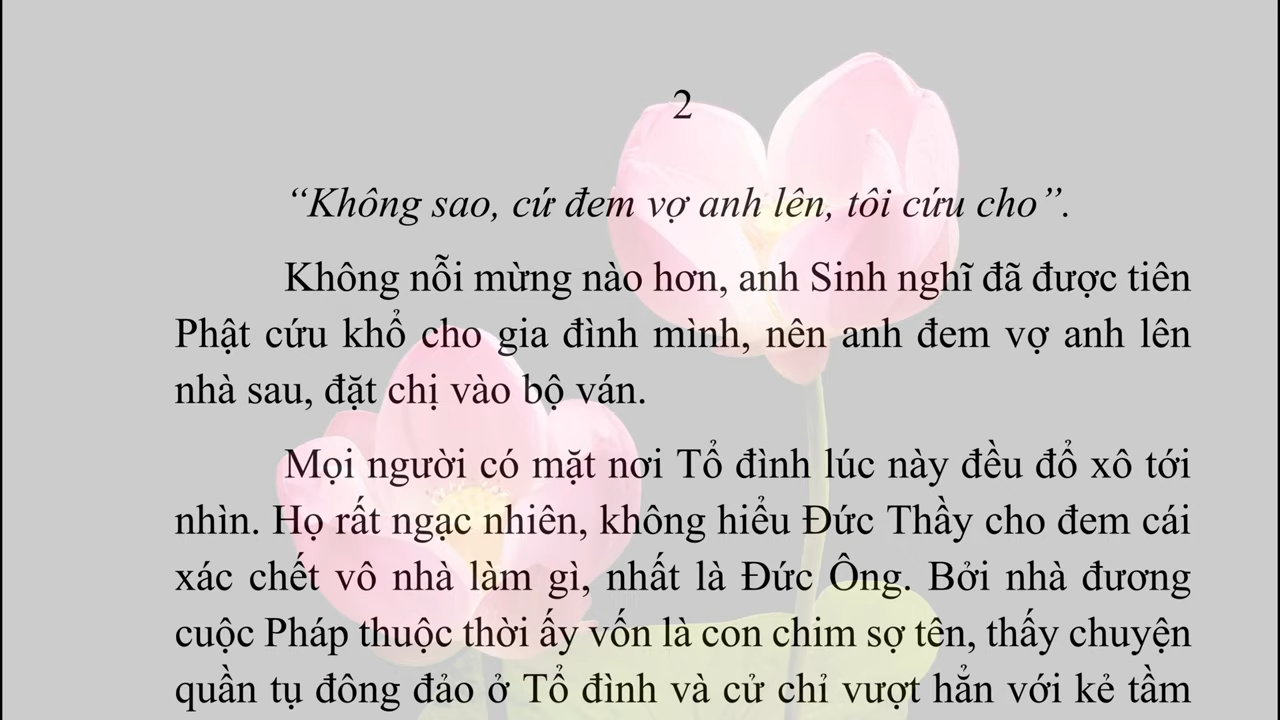 2
“Không sao, cứ đem vợ anh lên, tôi cứu cho”.
Không nỗi mừng nào hơn, anh Sinh nghĩ đã được tiên
Phật cứu khổ cho gia đình mình, nên anh đem vợ anh lên
nhà sau, đặt chị vào bộ ván.
Mọi người có mặt nơi Tổ đình lúc này đều đổ xô tới
nhìn. Họ rất ngạc nhiên, không hiểu Đức Thầy cho đem cái
xác chết vô nhà làm gì, nhất là Đức Ông. Bởi nhà đương
cuộc Pháp thuộc thời ấy vốn là con chim sợ tên, thấy chuyện
quần tụ đông đảo ở Tổ đình và cử chỉ vượt hẳn với kẻ tầm